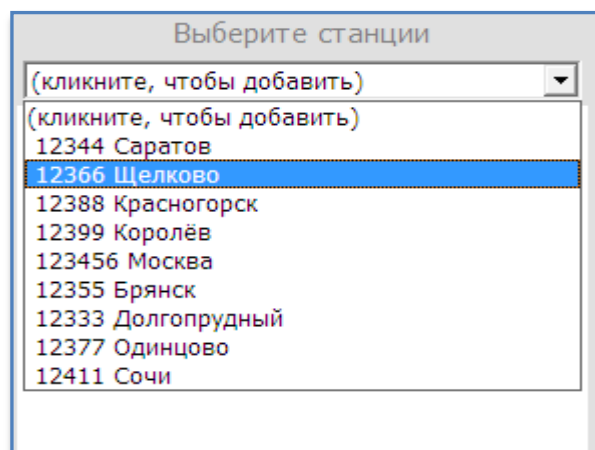 Выберите станции
(кликните, чтобы добавить)
(кликните, чтобы добавить)
12344 Саратов
12366 Щелково
12388 Красногорск
12399 Королёв
123456 Москва
12355 Брянск
12333 Долгопрудный
12377 Одинцово
12411 Сочи